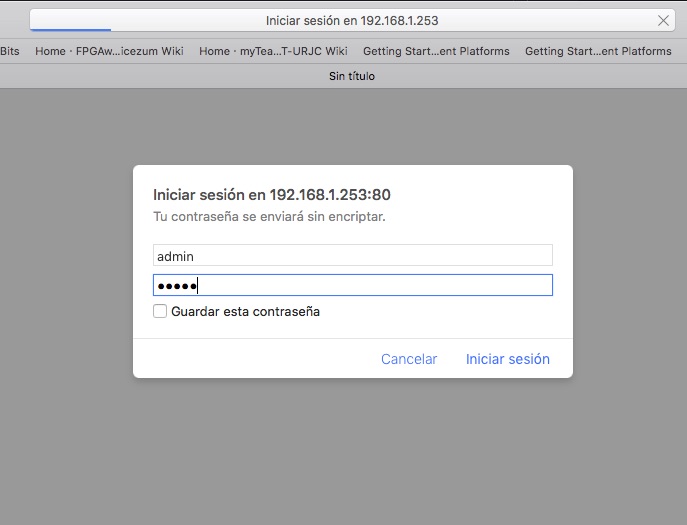 Iniciar sesión en 192.168.1.253
Bits Home · FPGAw...icezum Wiki Home · myTea...T-URJC Wiki Getting Start...ent Platforms Getting Start...ent Platforms
Sin título
Iniciar sesión en 192.168.1.253:80
Tu contraseña se enviará sin encriptar.
admin
•••••
Guardar esta contraseña
Cancelar Iniciar sesión